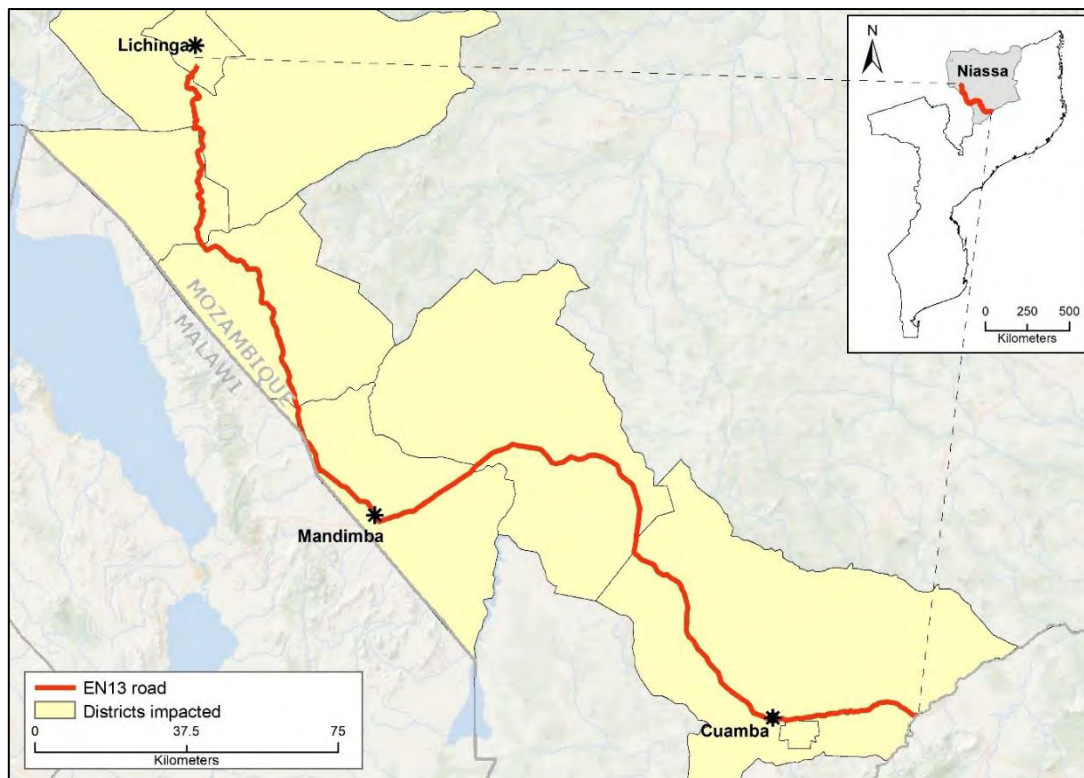 Lichinga
MOZAMBIQUE
MALAWI
Mandimba
Cuamba
N
Niassa
0 250 500
Kilometers
EN13 road
Districts impacted
0 37.5 75
Kilometers